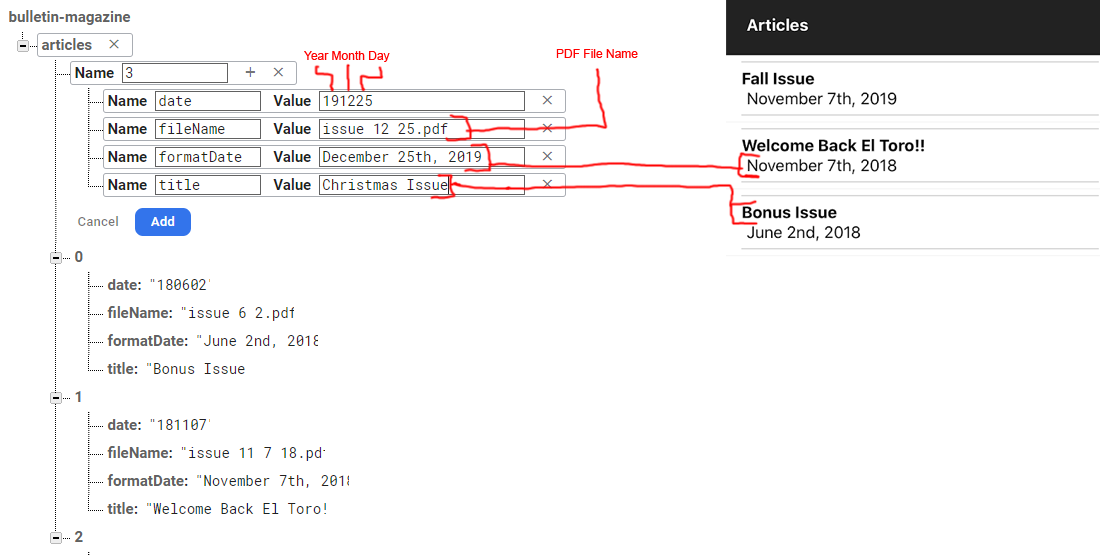 bulletin-magazine
articles ×
Name 3 + ×
Year Month Day
PDF File Name
Name date Value 191225 ×
Name fileName Value issue 12 25.pdf ×
Name formatDate Value December 25th, 2019 ×
Name title Value Christmas Issue ×
Cancel Add
0
date: "180602"
fileName: "issue 6 2.pdf
formatDate: "June 2nd, 2018
title: "Bonus Issue
1
date: "181107"
fileName: "issue 11 7 18.pdf
formatDate: "November 7th, 2018
title: "Welcome Back El Toro!
2
Articles
Fall Issue
November 7th, 2019
Welcome Back El Toro!!
November 7th, 2018
Bonus Issue
June 2nd, 2018